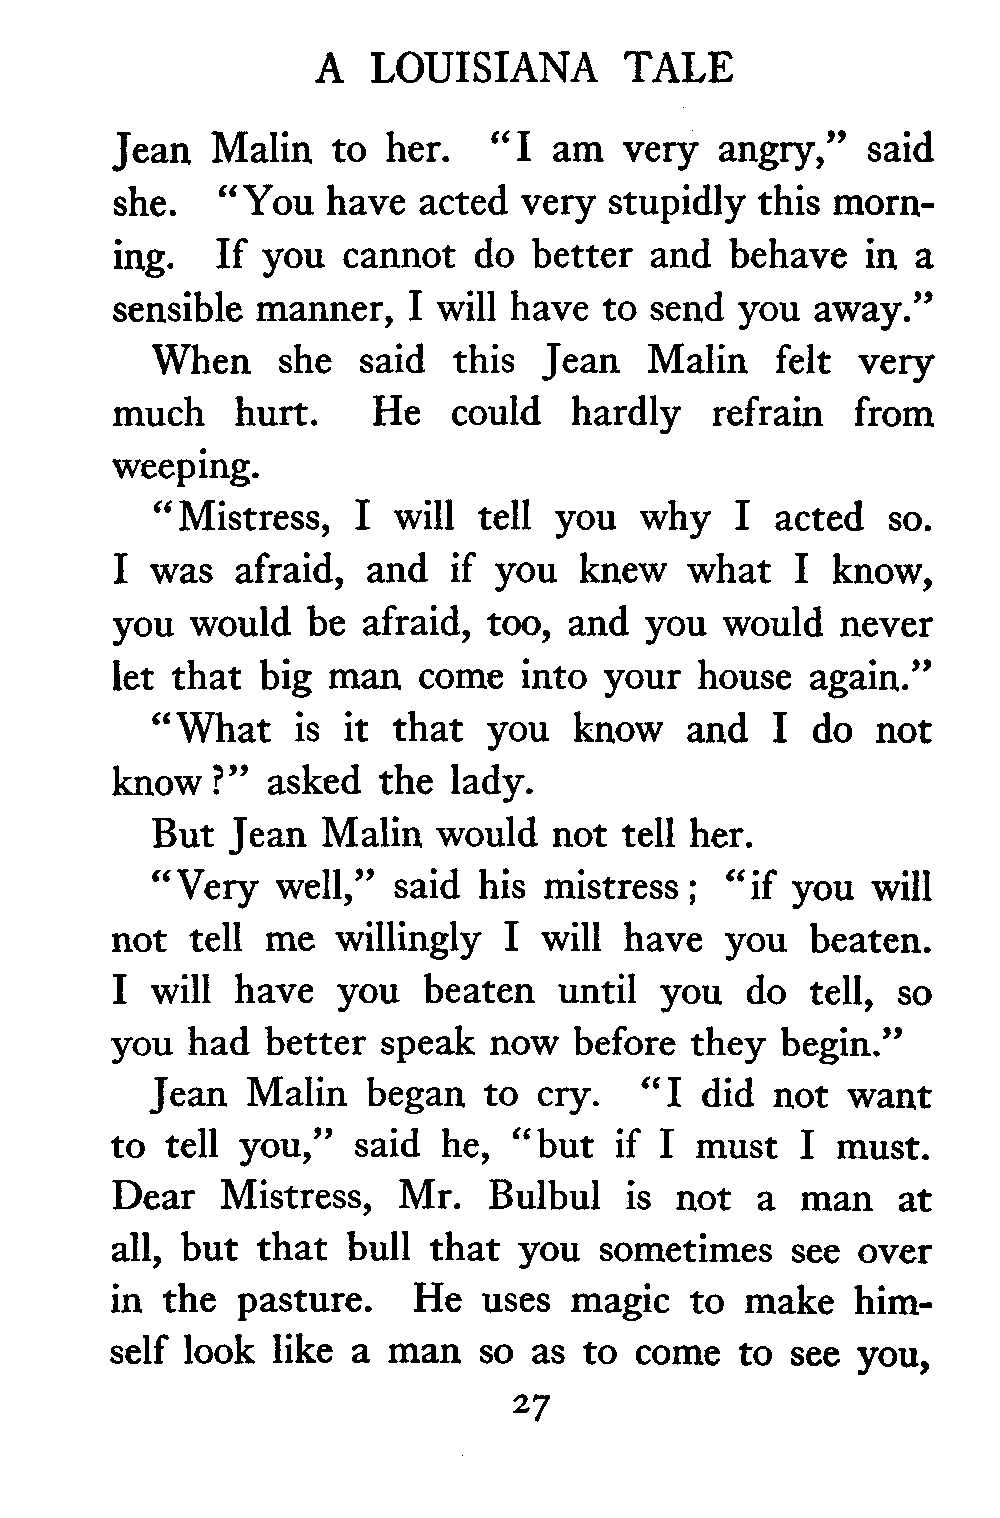 A LOUISIANA TALE
Jean Malin to her. “I am very angry,” said
she. “You have acted very stupidly this morn-
ing. If you cannot do better and behave in a
sensible manner, I will have to send you away.”
When she said this Jean Malin felt very
much hurt. He could hardly refrain from
weeping.
“Mistress, I will tell you why I acted so.
I was afraid, and if you knew what I know,
you would be afraid, too, and you would never
let that big man come into your house again.”
“What is it that you know and I do not
know?” asked the lady.
But Jean Malin would not tell her.
“Very well,” said his mistress; “if you will
not tell me willingly I will have you beaten.
I will have you beaten until you do tell, so
you had better speak now before they begin.”
Jean Malin began to cry. “I did not want
to tell you,” said he, “but if I must I must.
Dear Mistress, Mr. Bulbul is not a man at
all, but that bull that you sometimes see over
in the pasture. He uses magic to make him-
self look like a man so as to come to see you,
27